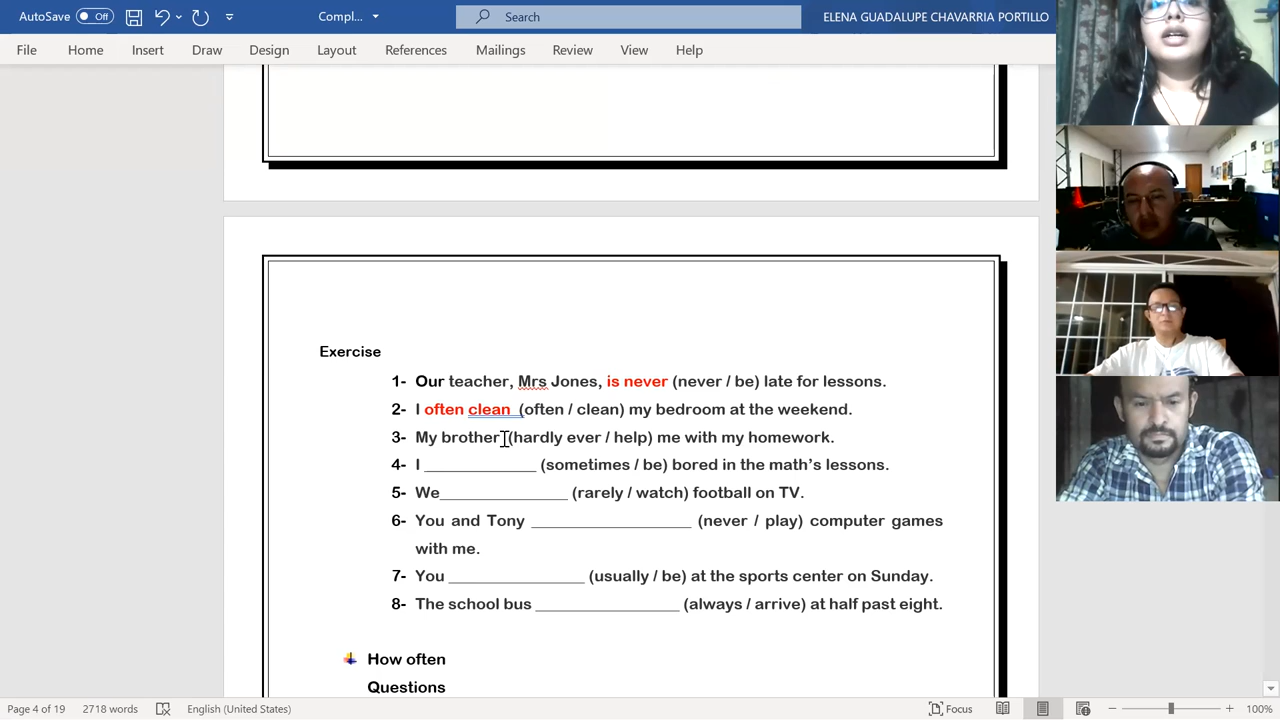 AutoSave Off Compl... Search ELENA GUADALUPE CHAVARRIA PORTILLO
File Home Insert Draw Design Layout References Mailings Review View Help
Exercise
1- Our teacher, Mrs Jones, is never (never / be) late for lessons.
2- I often clean (often / clean) my bedroom at the weekend.
3- My brother (hardly ever / help) me with my homework.
4- I _____________ (sometimes / be) bored in the math's lessons.
5- We_______________ (rarely / watch) football on TV.
6- You and Tony ___________________ (never / play) computer games
with me.
7- You ________________ (usually / be) at the sports center on Sunday.
8- The school bus _________________ (always / arrive) at half past eight.
How often
Questions
Page 4 of 19 2718 words English (United States) Focus 100%